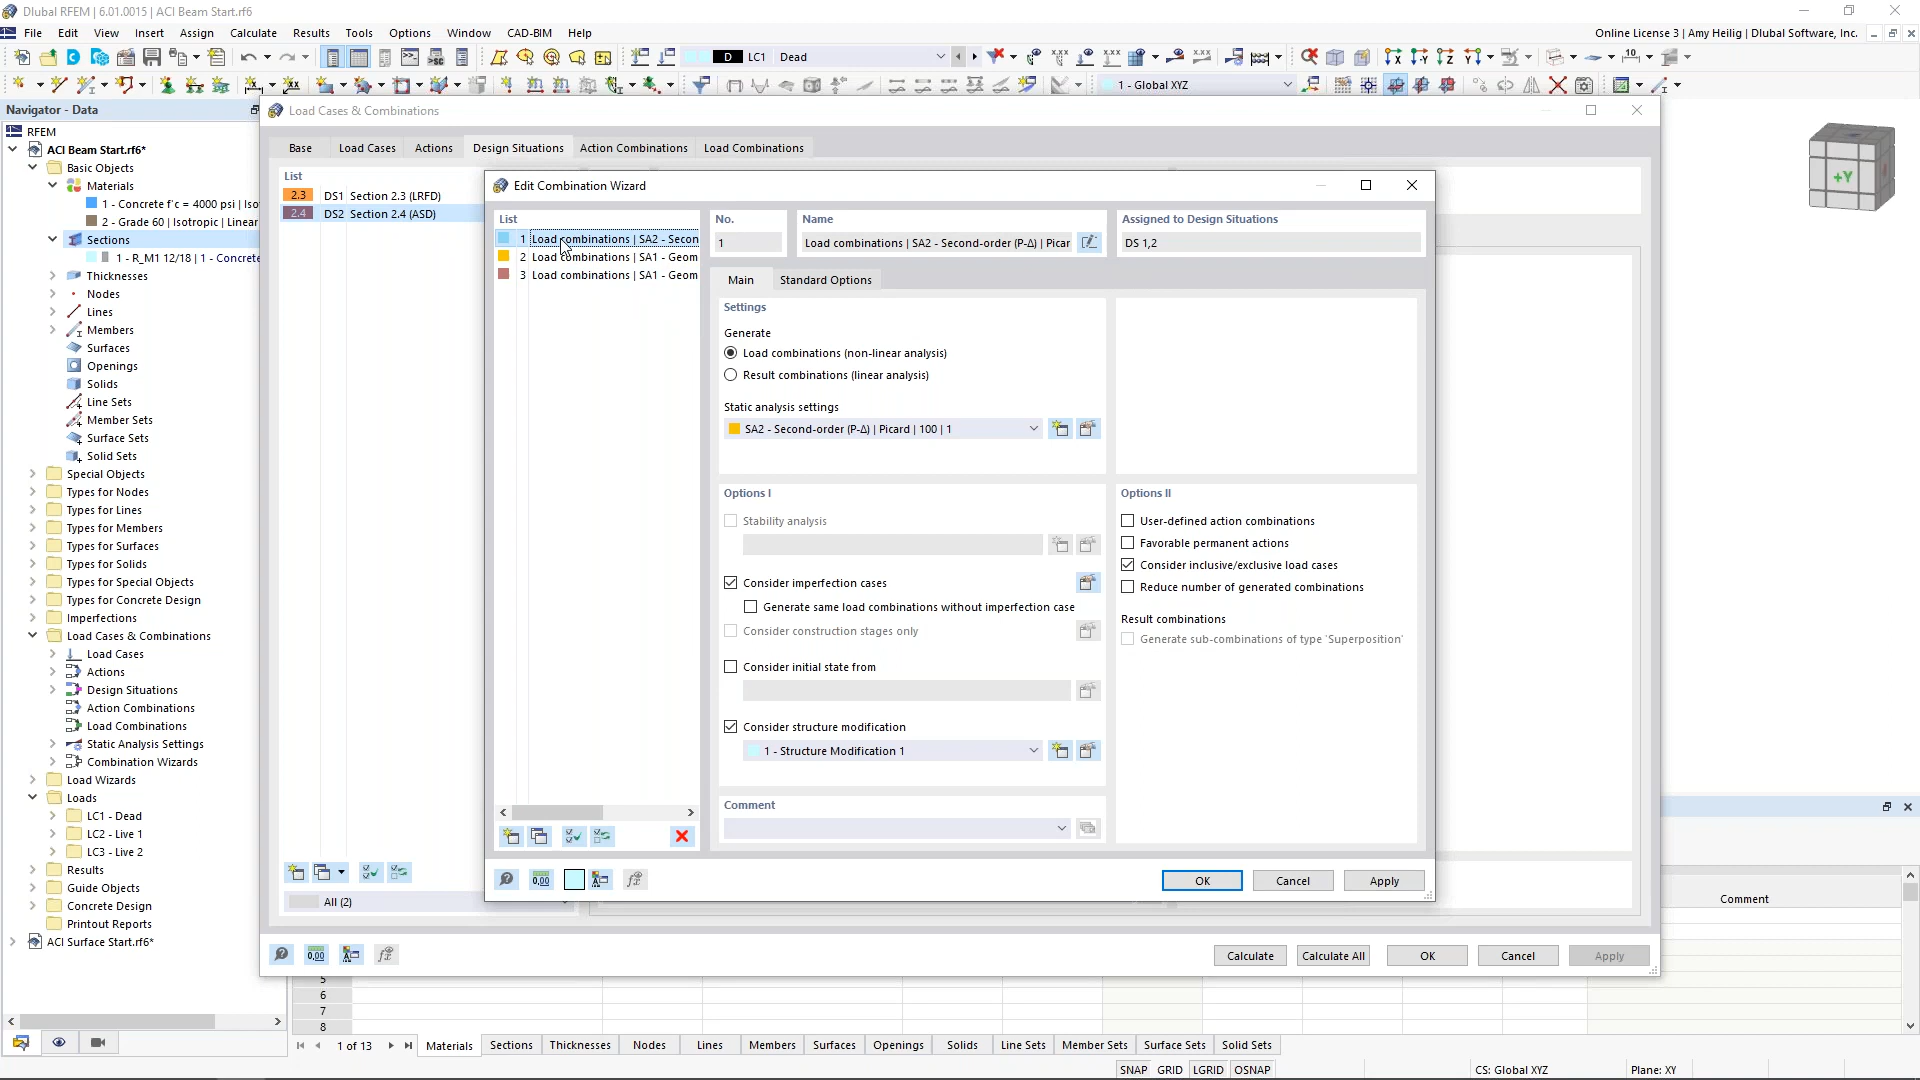 Dlubal RFEM | 6.01.0015 | ACI Beam Start.rf6
File Edit View Insert Assign Calculate Results Tools Options Window CAD-BIM Help
Online License 3 | Amy Heilig | Dlubal Software, Inc.
D LC1 Dead
1 - Global XYZ
Navigator - Data
RFEM
ACI Beam Start.rf6*
Basic Objects
Materials
1 - Concrete f'c = 4000 psi | Iso
2 - Grade 60 | Isotropic | Linear
Sections
1 - R_M1 12/18 | 1 - Concrete
Thicknesses
Nodes
Lines
Members
Surfaces
Openings
Solids
Line Sets
Member Sets
Surface Sets
Solid Sets
Special Objects
Types for Nodes
Types for Lines
Types for Members
Types for Surfaces
Types for Solids
Types for Special Objects
Types for Concrete Design
Imperfections
Load Cases & Combinations
Load Cases
Actions
Design Situations
Action Combinations
Load Combinations
Static Analysis Settings
Combination Wizards
Load Wizards
Loads
LC1 - Dead
LC2 - Live 1
LC3 - Live 2
Results
Guide Objects
Concrete Design
Printout Reports
ACI Surface Start.rf6*
Load Cases & Combinations
Base Load Cases Actions Design Situations Action Combinations Load Combinations
List
2.3 DS1 Section 2.3 (LRFD)
2.4 DS2 Section 2.4 (ASD)
All (2)
Calculate Calculate All OK Cancel Apply
Edit Combination Wizard
List
1 Load combinations | SA2 - Secon
2 Load combinations | SA1 - Geom
3 Load combinations | SA1 - Geom
No.
1
Name
Load combinations | SA2 - Second-order (P-Δ) | Picar
Assigned to Design Situations
DS 1,2
Main Standard Options
Settings
Generate
Load combinations (non-linear analysis)
Result combinations (linear analysis)
Static analysis settings
SA2 - Second-order (P-Δ) | Picard | 100 | 1
Options I
Stability analysis
Consider imperfection cases
Generate same load combinations without imperfection case
Consider construction stages only
Consider initial state from
Consider structure modification
1 - Structure Modification 1
Comment
Options II
User-defined action combinations
Favorable permanent actions
Consider inclusive/exclusive load cases
Reduce number of generated combinations
Result combinations
Generate sub-combinations of type 'Superposition'
OK Cancel Apply
+Y
Comment
5
6
7
8
1 of 13 Materials Sections Thicknesses Nodes Lines Members Surfaces Openings Solids Line Sets Member Sets Surface Sets Solid Sets
SNAP GRID LGRID OSNAP CS: Global XYZ Plane: XY